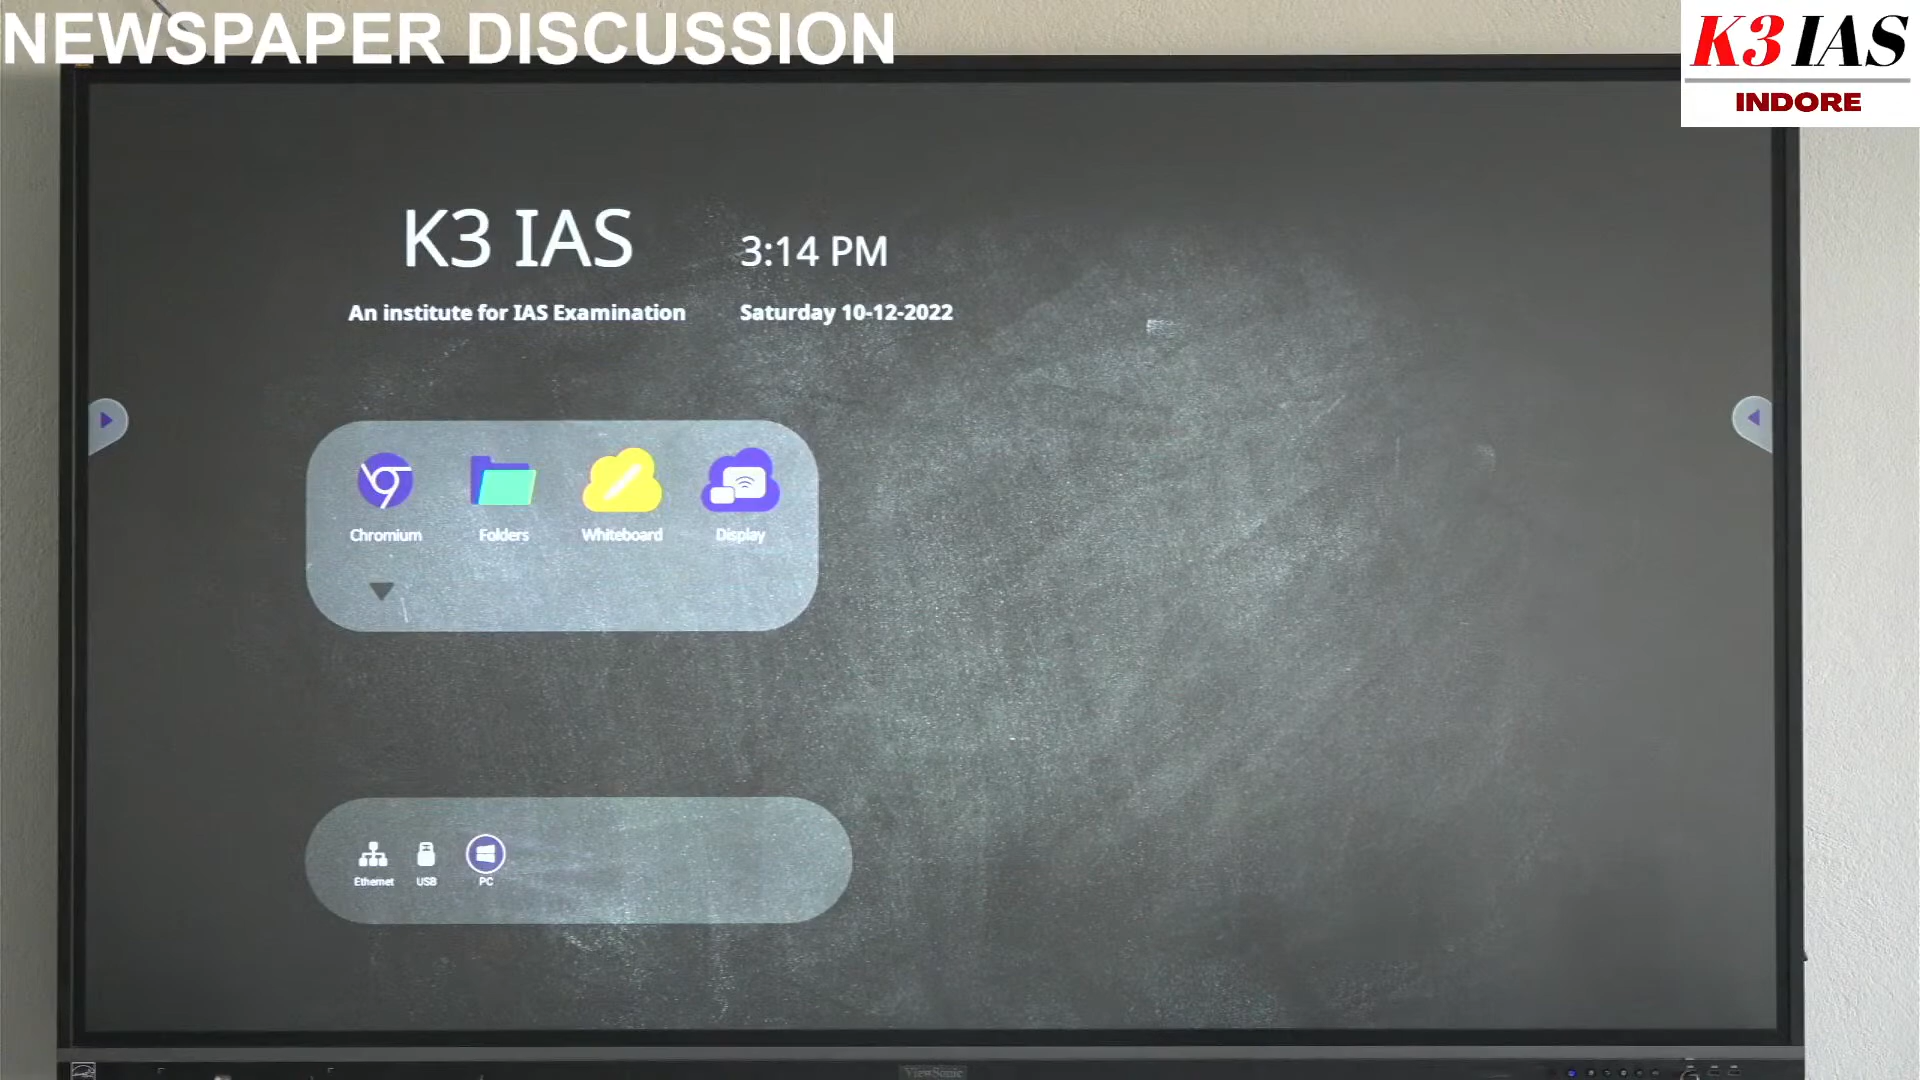 NEWSPAPER DISCUSSION
K3 IAS
INDORE
K3 IAS
3:14 PM
An institute for IAS Examination
Saturday 10-12-2022
Chromium
Folders
Whiteboard
Display
Ethernet
USB
PC
ViewSonic